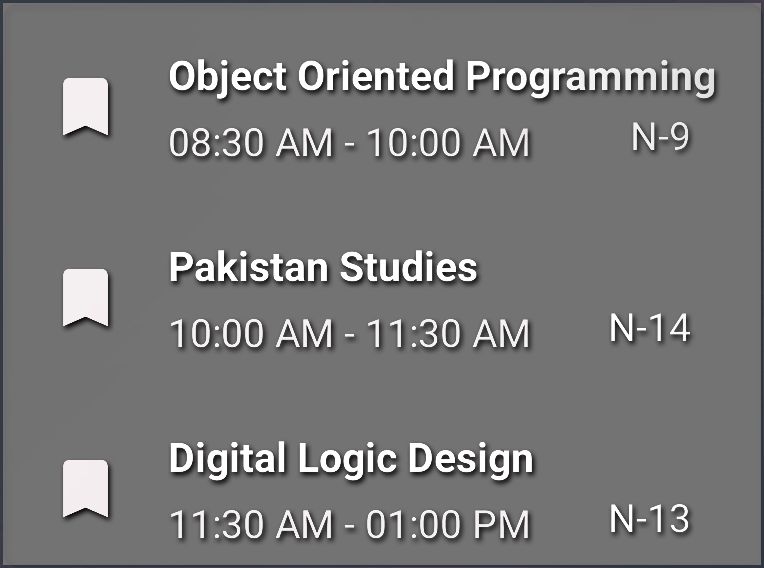 Object Oriented Programming
08:30 AM - 10:00 AM N-9
Pakistan Studies
10:00 AM - 11:30 AM N-14
Digital Logic Design
11:30 AM - 01:00 PM N-13